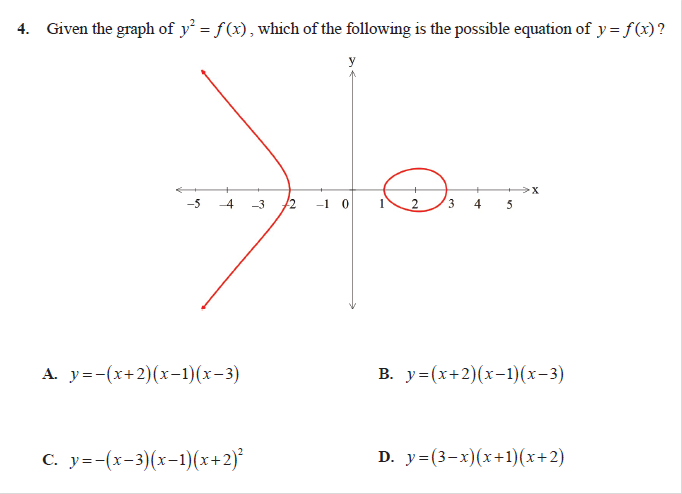 4. Given the graph of y² = f(x), which of the following is the possible equation of y = f(x)?
y
x
−5 −4 −3 −2 −1 0 1 2 3 4 5
A. y=−(x+2)(x−1)(x−3) B. y=(x+2)(x−1)(x−3)
C. y=−(x−3)(x−1)(x+2)² D. y=(3−x)(x+1)(x+2)